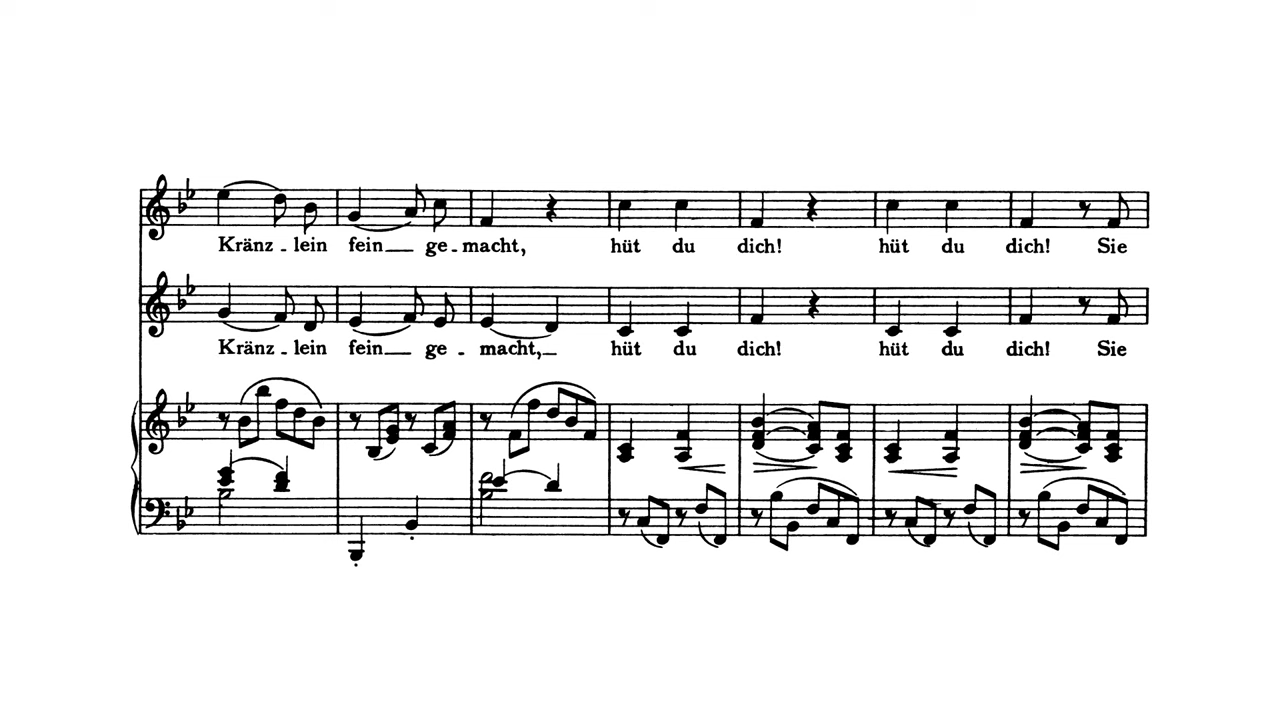 Kränz - lein fein ge - macht, hüt du dich! hüt du dich! Sie
Kränz - lein fein ge - macht, hüt du dich! hüt du dich! Sie